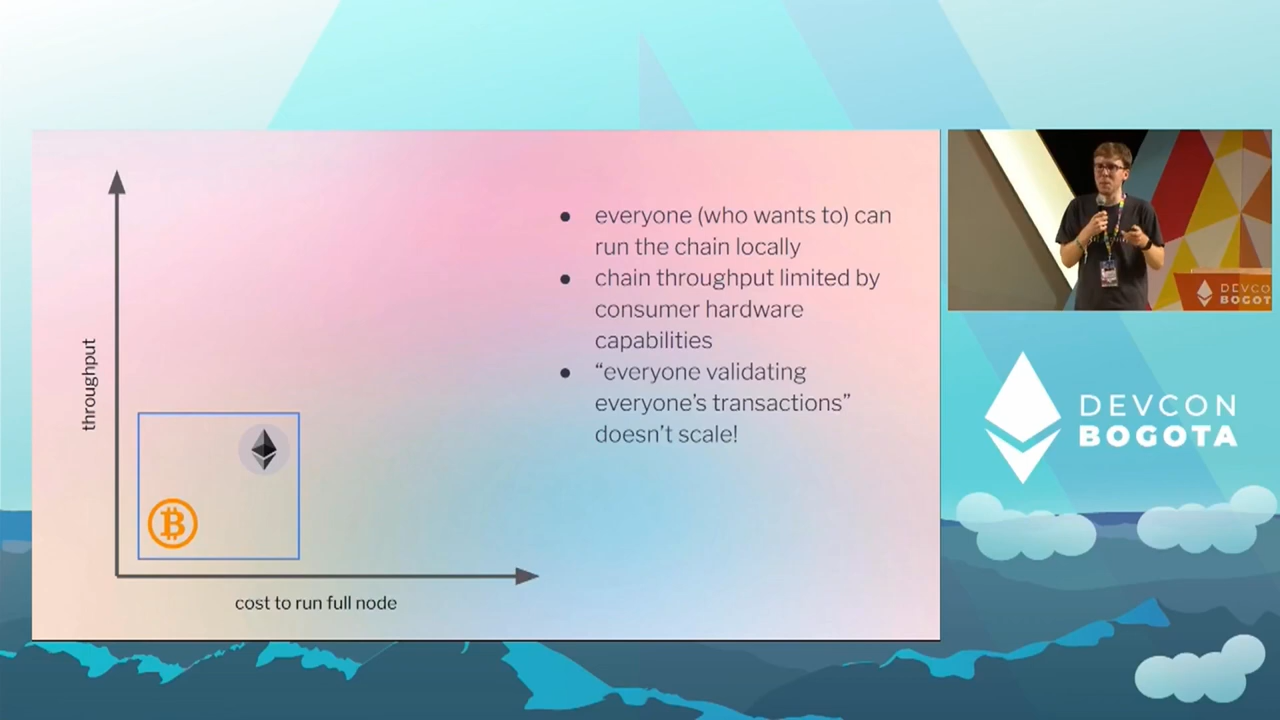 throughput
cost to run full node
● everyone (who wants to) can
run the chain locally
● chain throughput limited by
consumer hardware
capabilities
● “everyone validating
everyone’s transactions”
doesn’t scale!
DEVCON
BOGOTA